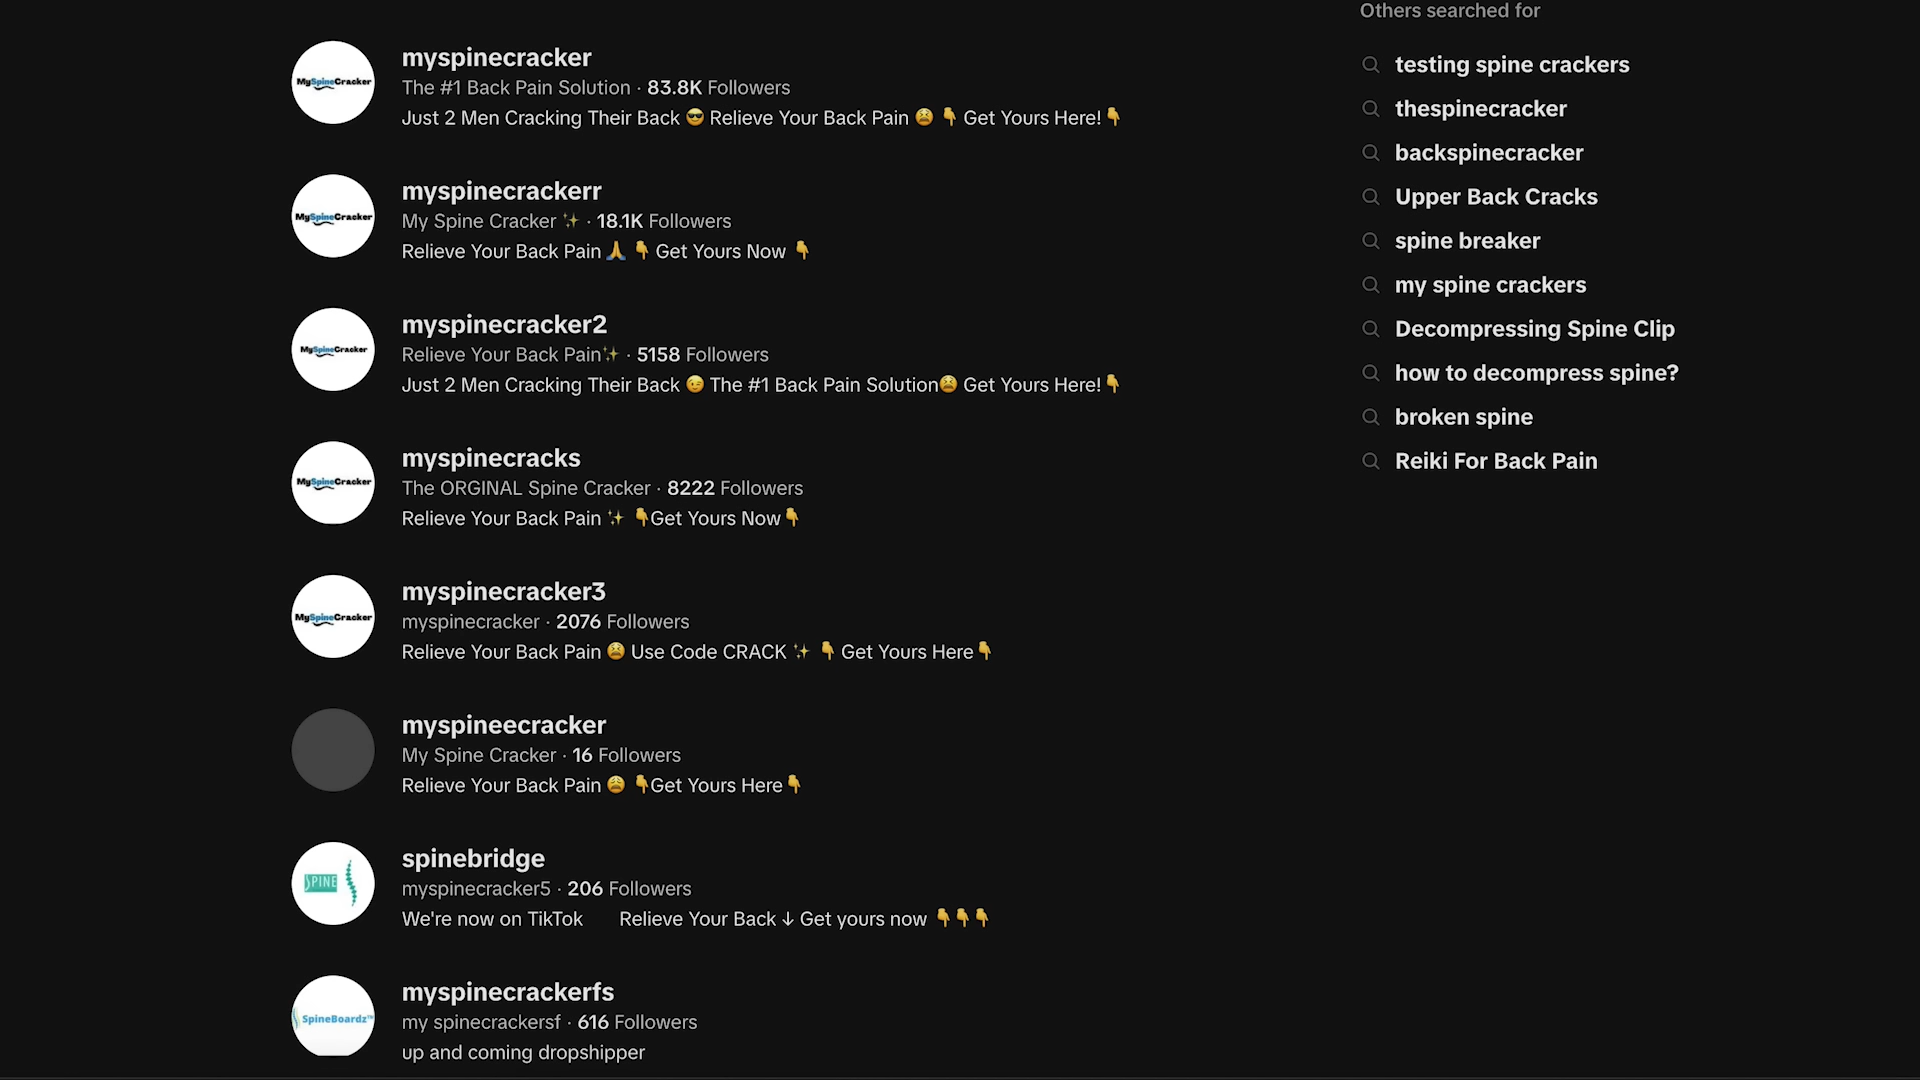 Others searched for
MySpineCracker
myspinecracker
The #1 Back Pain Solution · 83.8K Followers
Just 2 Men Cracking Their Back 😎 Relieve Your Back Pain 😫 👇 Get Yours Here!👇
MySpineCracker
myspinecrackerr
My Spine Cracker ✨ · 18.1K Followers
Relieve Your Back Pain 🙏 👇 Get Yours Now 👇
MySpineCracker
myspinecracker2
Relieve Your Back Pain✨ · 5158 Followers
Just 2 Men Cracking Their Back 😉 The #1 Back Pain Solution😫 Get Yours Here!👇
MySpineCracker
myspinecracks
The ORGINAL Spine Cracker · 8222 Followers
Relieve Your Back Pain ✨ 👇Get Yours Now👇
MySpineCracker
myspinecracker3
myspinecracker · 2076 Followers
Relieve Your Back Pain 😫 Use Code CRACK ✨ 👇 Get Yours Here👇
myspineecracker
My Spine Cracker · 16 Followers
Relieve Your Back Pain 😩 👇Get Yours Here👇
SPINE
spinebridge
myspinecracker5 · 206 Followers
We're now on TikTok Relieve Your Back ↓ Get yours now 👇👇👇
SpineBoardz™
myspinecrackerfs
my spinecrackersf · 616 Followers
up and coming dropshipper
testing spine crackers
thespinecracker
backspinecracker
Upper Back Cracks
spine breaker
my spine crackers
Decompressing Spine Clip
how to decompress spine?
broken spine
Reiki For Back Pain